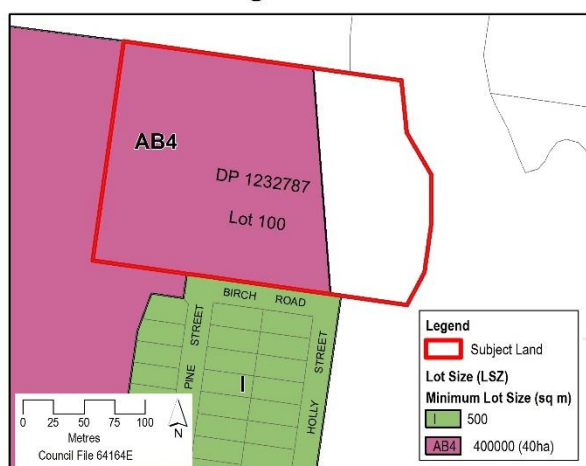 AB4
DP 1232787
Lot 100
BIRCH ROAD
PINE STREET
HOLLY STREET
I
Legend
Subject Land
Lot Size (LSZ)
Minimum Lot Size (sq m)
I 500
AB4 400000 (40ha)
0 25 50 100
Metres
N
Council File 64164E